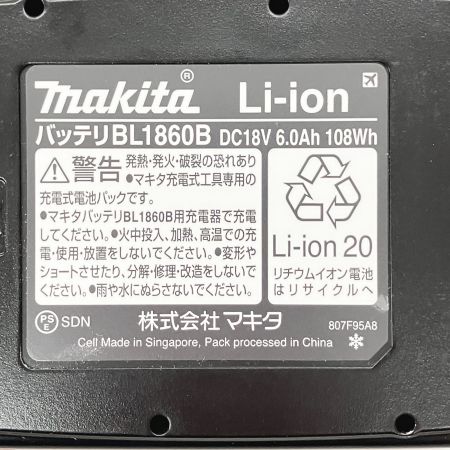 makita® Li-ion
バッテリBL1860B DC18V 6.0Ah 108Wh
警告 発熱・発火・破裂の恐れあり
●マキタ充電式工具専用の
充電式電池パックです。
●マキタバッテリBL1860B用充電器で充電
してください。●火中投入、加熱、高温での充
電・使用・放置をしないでください。●変形や
ショートさせたり、分解・修理・改造をしないで
ください。●雨や水にぬらさないでください。
Li-ion 20
リチウムイオン電池
はリサイクルへ
PS
E SDN 株式会社マキタ 807F95A8
Cell Made in Singapore, Pack processed in China